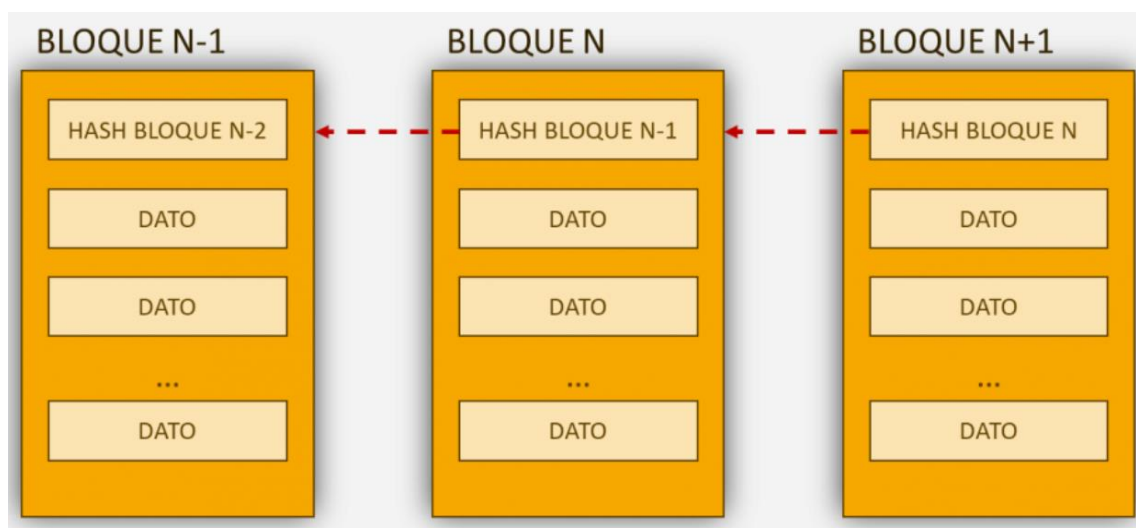 BLOQUE N-1
HASH BLOQUE N-2
DATO
DATO
...
DATO
BLOQUE N
HASH BLOQUE N-1
DATO
DATO
...
DATO
BLOQUE N+1
HASH BLOQUE N
DATO
DATO
...
DATO